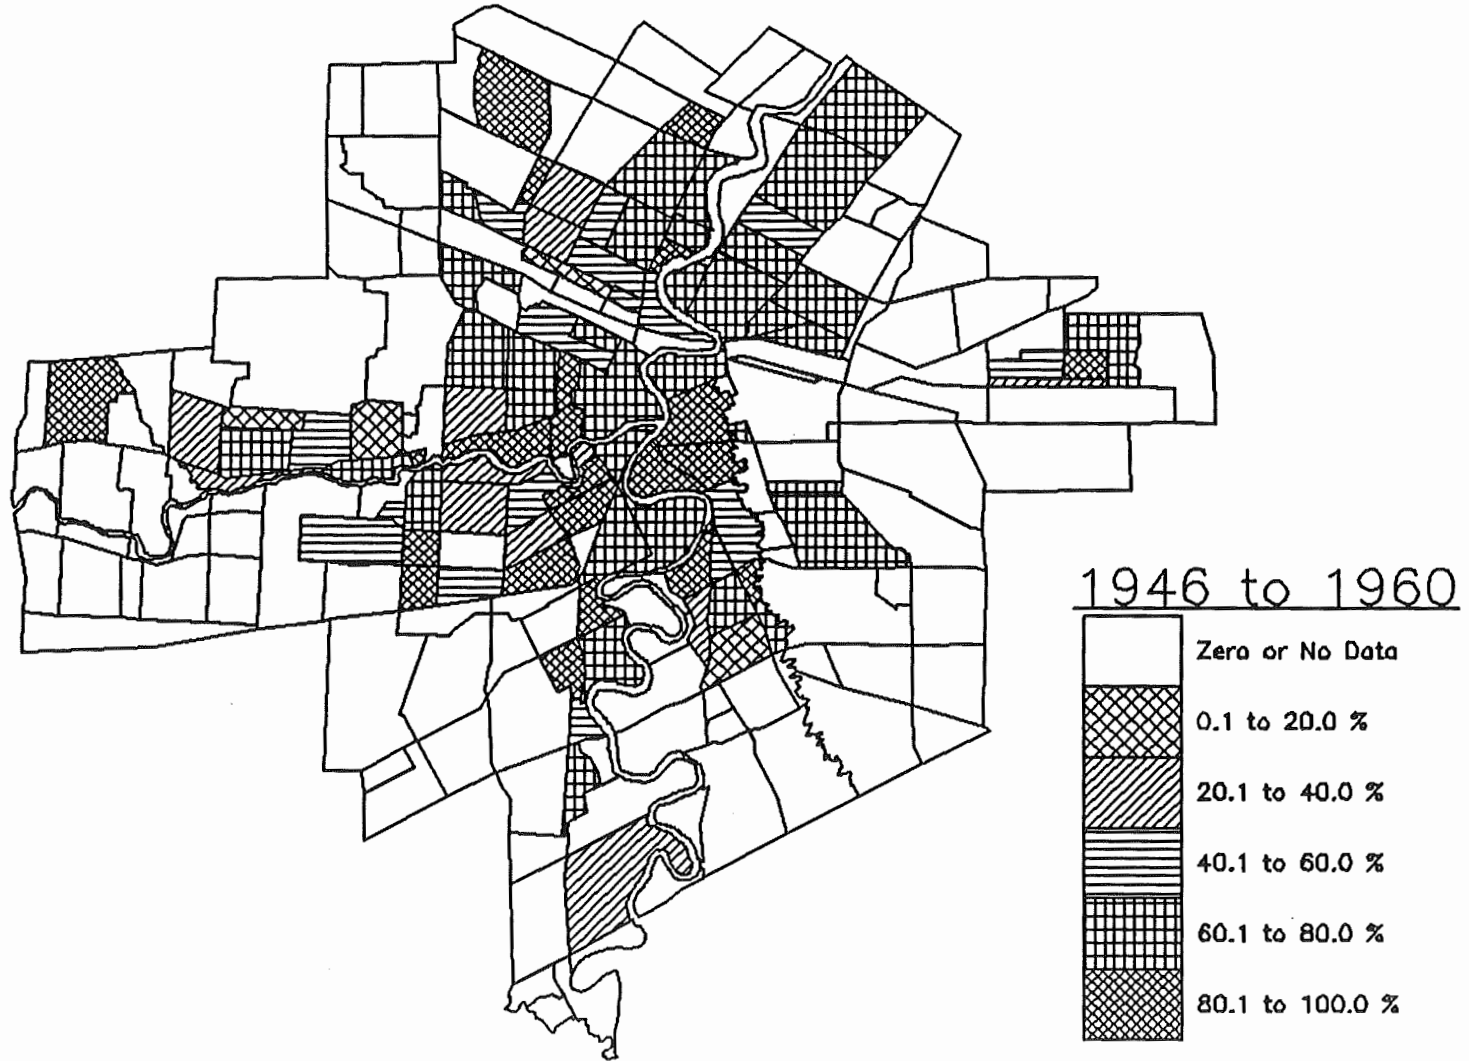 1946 to 1960
Zero or No Data
0.1 to 20.0 %
20.1 to 40.0 %
40.1 to 60.0 %
60.1 to 80.0 %
80.1 to 100.0 %